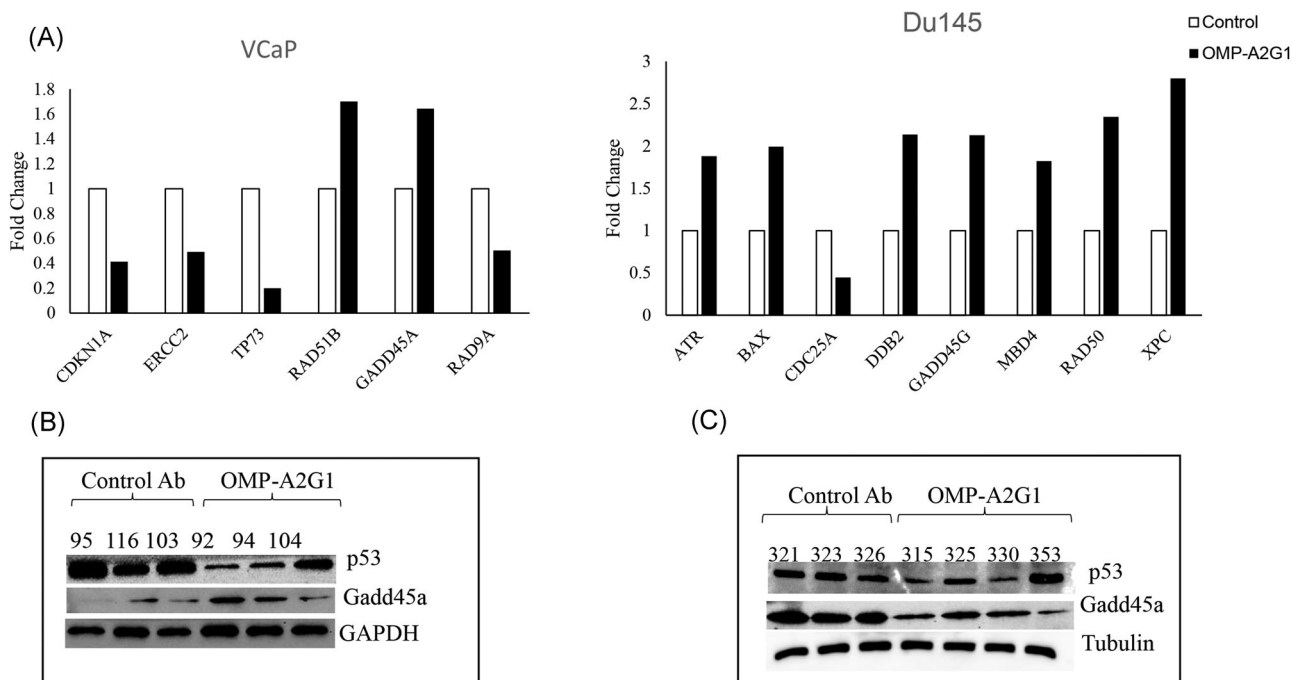 (A)
VCaP
Fold Change
1.8
1.6
1.4
1.2
1
0.8
0.6
0.4
0.2
0
CDKN1A
ERCC2
TP73
RAD51B
GADD45A
RAD9A
Du145
Control
OMP-A2G1
Fold Change
3
2.5
2
1.5
1
0.5
0
ATR
BAX
CDC25A
DDB2
GADD45G
MBD4
RAD50
XPC
(B)
Control Ab OMP-A2G1
95 116 103 92 94 104
p53
Gadd45a
GAPDH
(C)
Control Ab OMP-A2G1
321 323 326 315 325 330 353
p53
Gadd45a
Tubulin